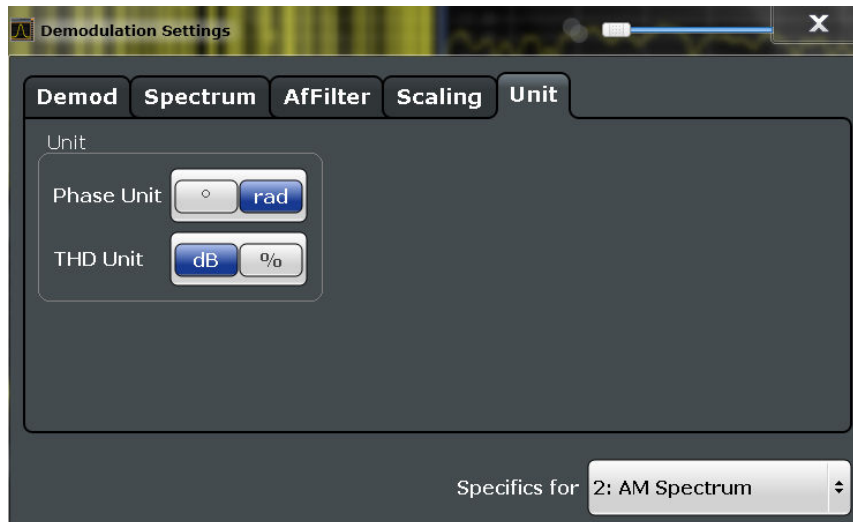 Demodulation Settings
X
Demod Spectrum AfFilter Scaling Unit
Unit
Phase Unit ° rad
THD Unit dB %
Specifics for 2: AM Spectrum